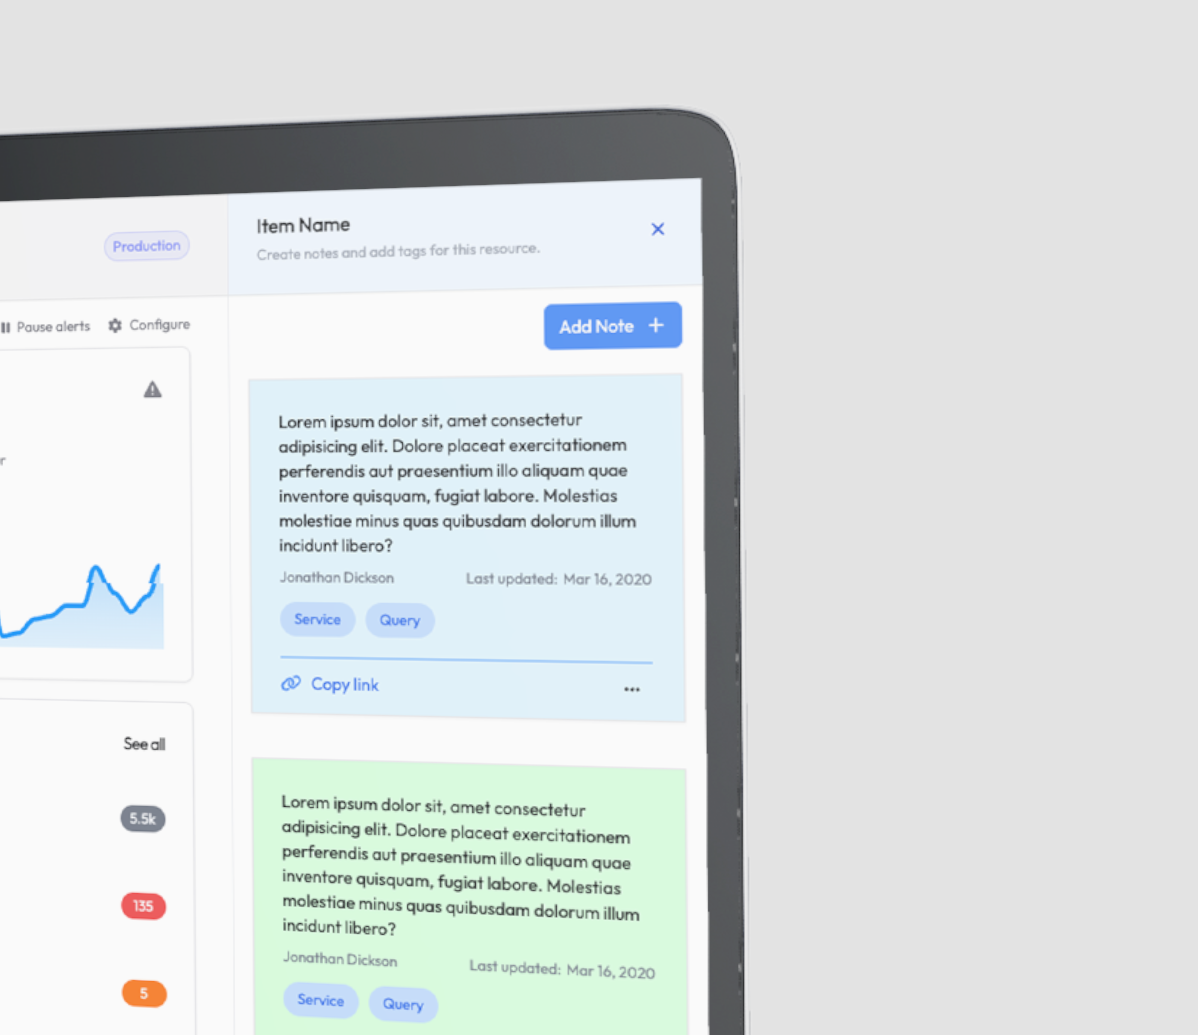 Production
Pause alerts
Configure
r
See all
5.5k
135
5
Item Name
Create notes and add tags for this resource.
Add Note
Lorem ipsum dolor sit, amet consectetur
adipisicing elit. Dolore placeat exercitationem
perferendis aut praesentium illo aliquam quae
inventore quisquam, fugiat labore. Molestias
molestiae minus quas quibusdam dolorum illum
incidunt libero?
Jonathan Dickson Last updated: Mar 16, 2020
Service Query
Copy link
Lorem ipsum dolor sit, amet consectetur
adipisicing elit. Dolore placeat exercitationem
perferendis aut praesentium illo aliquam quae
inventore quisquam, fugiat labore. Molestias
molestiae minus quas quibusdam dolorum illum
incidunt libero?
Jonathan Dickson Last updated: Mar 16, 2020
Service Query